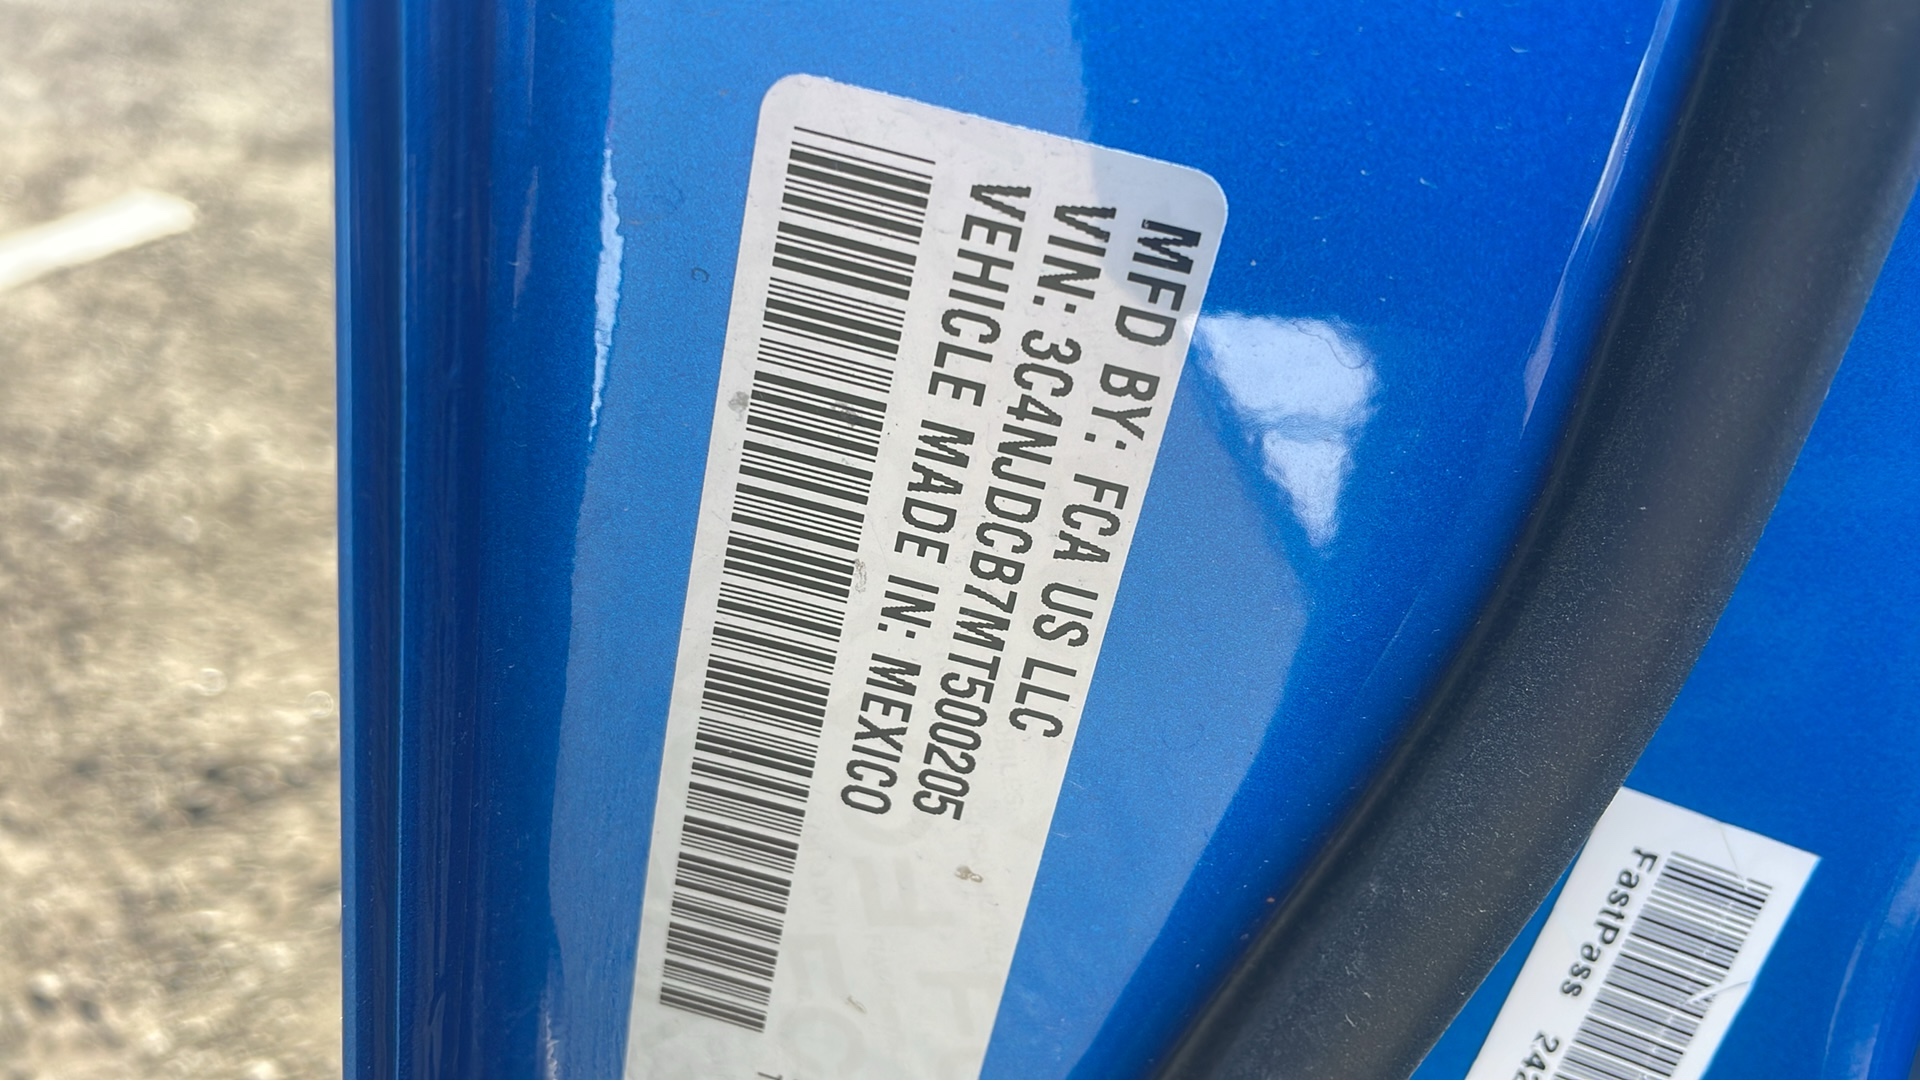 MFD BY: FCA US LLC
VIN: 3C4NJDCB7MT500205
VEHICLE MADE IN: MEXICO
FastPass